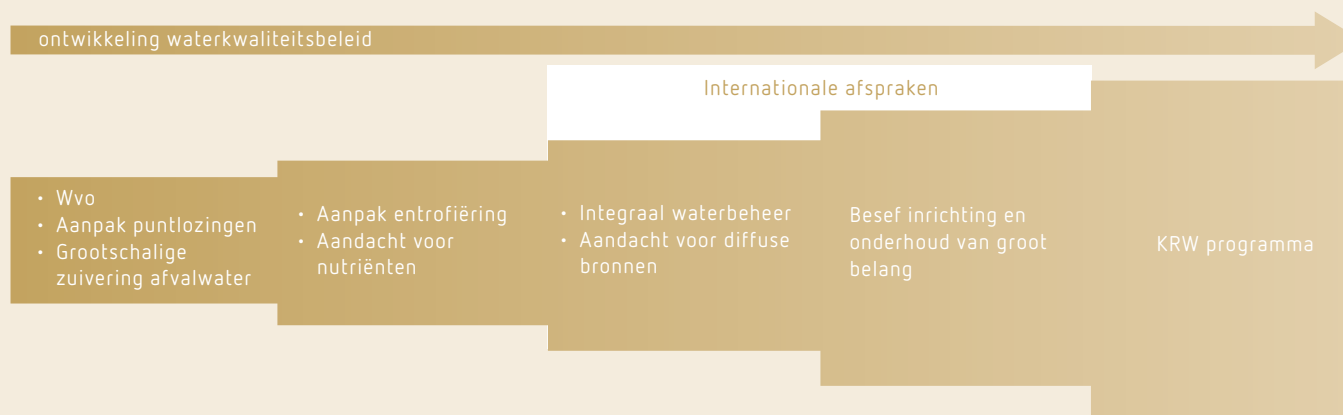 ontwikkeling waterkwaliteitsbeleid
Internationale afspraken
• Wvo
• Aanpak puntlozingen
• Grootschalige
zuivering afvalwater
• Aanpak entrofiëring
• Aandacht voor
nutriënten
• Integraal waterbeheer
• Aandacht voor diffuse
bronnen
Besef inrichting en
onderhoud van groot
belang
KRW programma